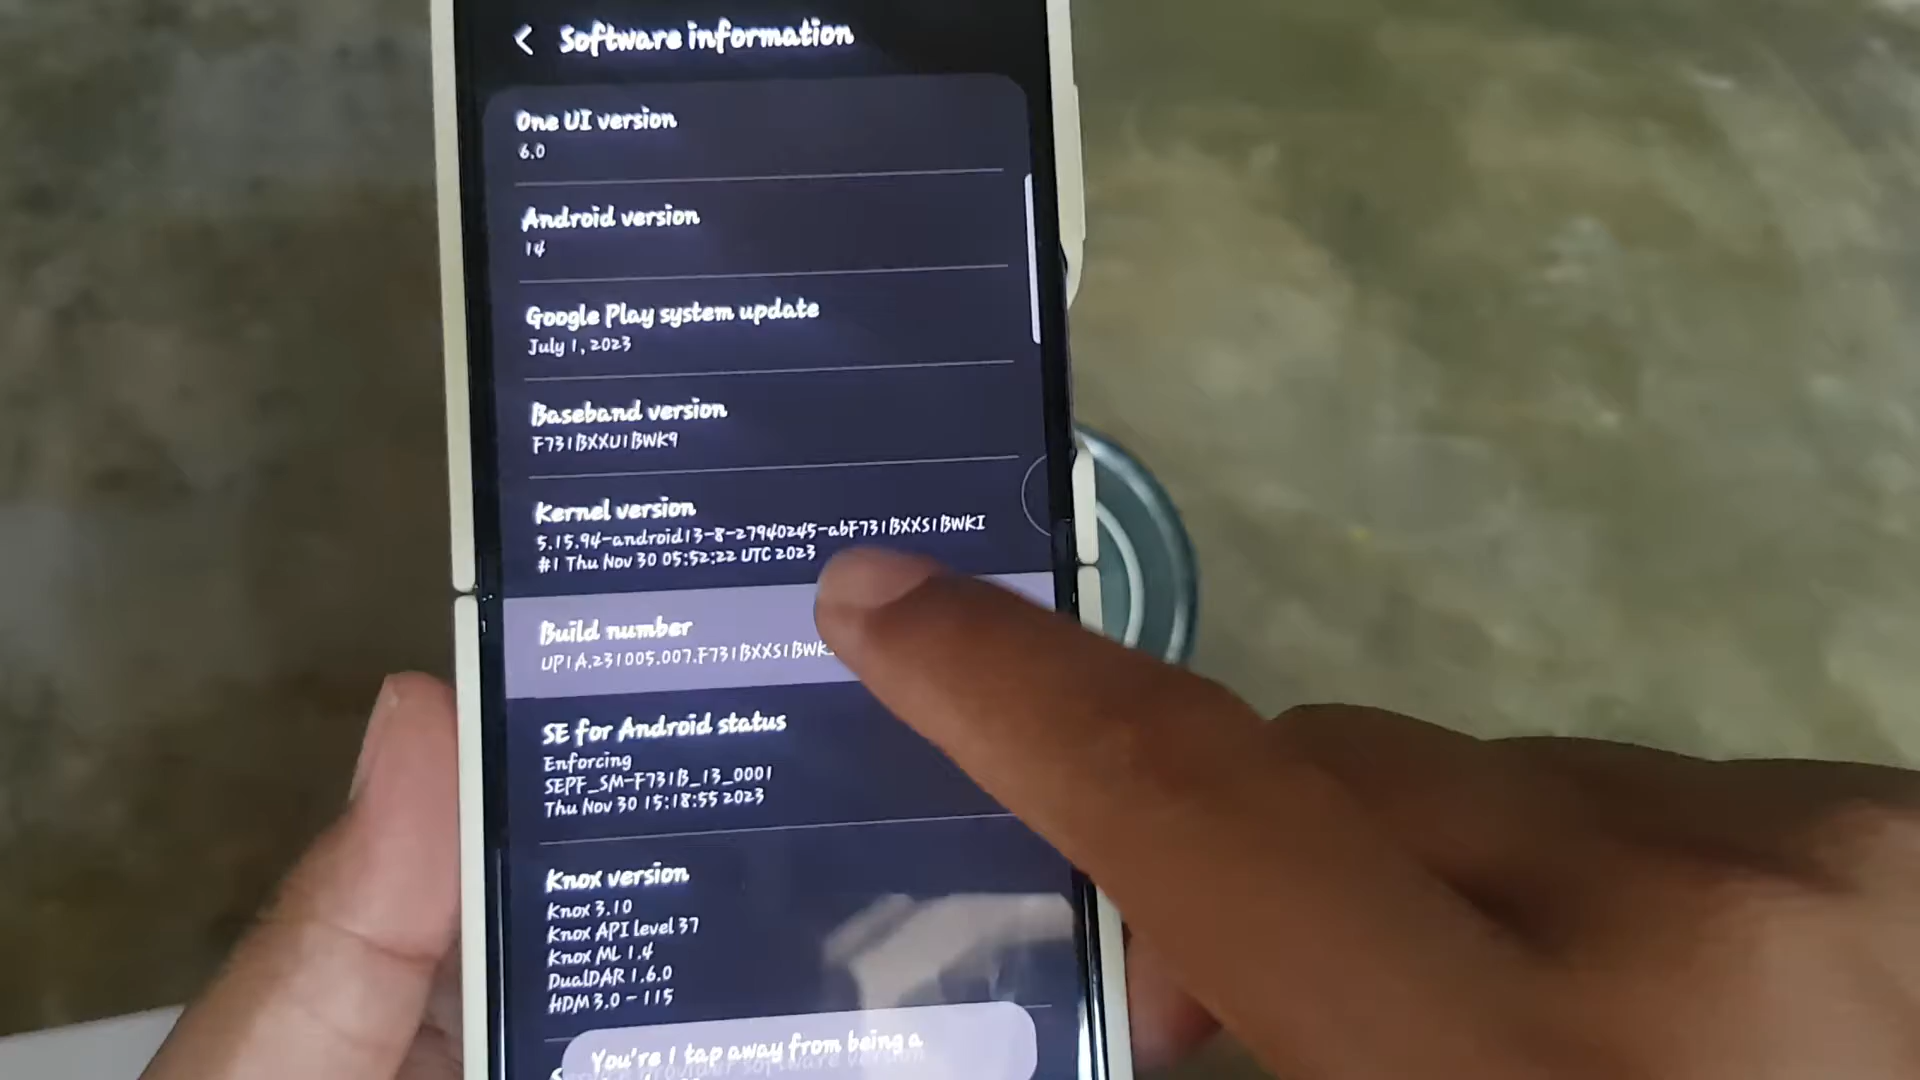 Software information
One UI version
6.0
Android version
14
Google Play system update
July 1, 2023
Baseband version
F731BXXU1BWK9
Kernel version
5.15.94-android13-8-27940245-abF731BXXS1BWKI
#1 Thu Nov 30 05:52:22 UTC 2023
Build number
UP1A.231005.007.F731BXXS1BWK
SE for Android status
Enforcing
SEPF_SM-F731B_13_0001
Thu Nov 30 15:18:55 2023
Knox version
Knox 3.10
Knox API level 37
Knox ML 1.4
DualDAR 1.6.0
HDM 3.0 - 115
You're 1 tap away from being a
software version